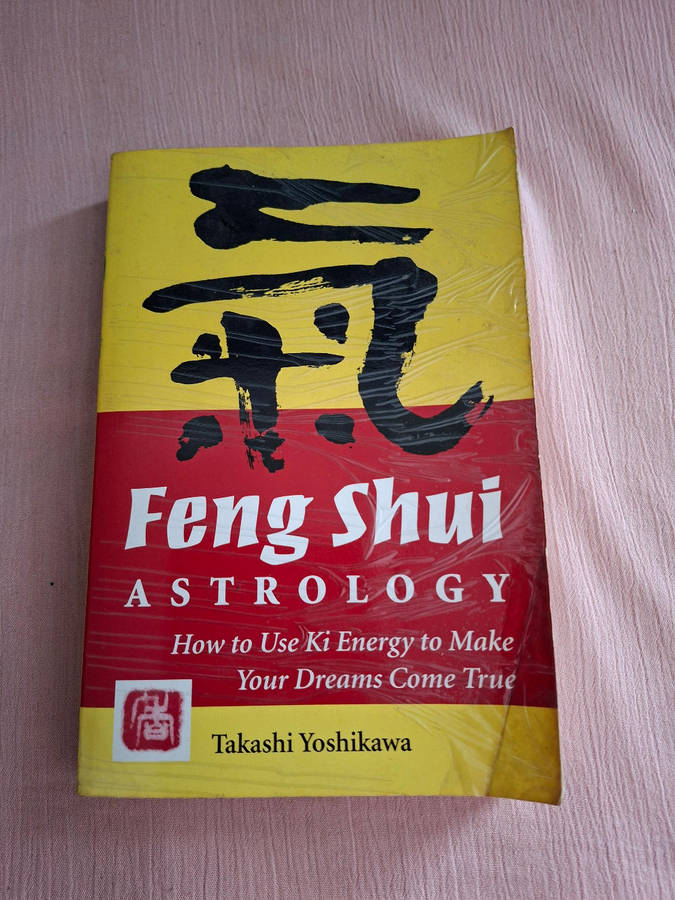 氣
Feng Shui
ASTROLOGY
How to Use Ki Energy to Make
Your Dreams Come True
Takashi Yoshikawa